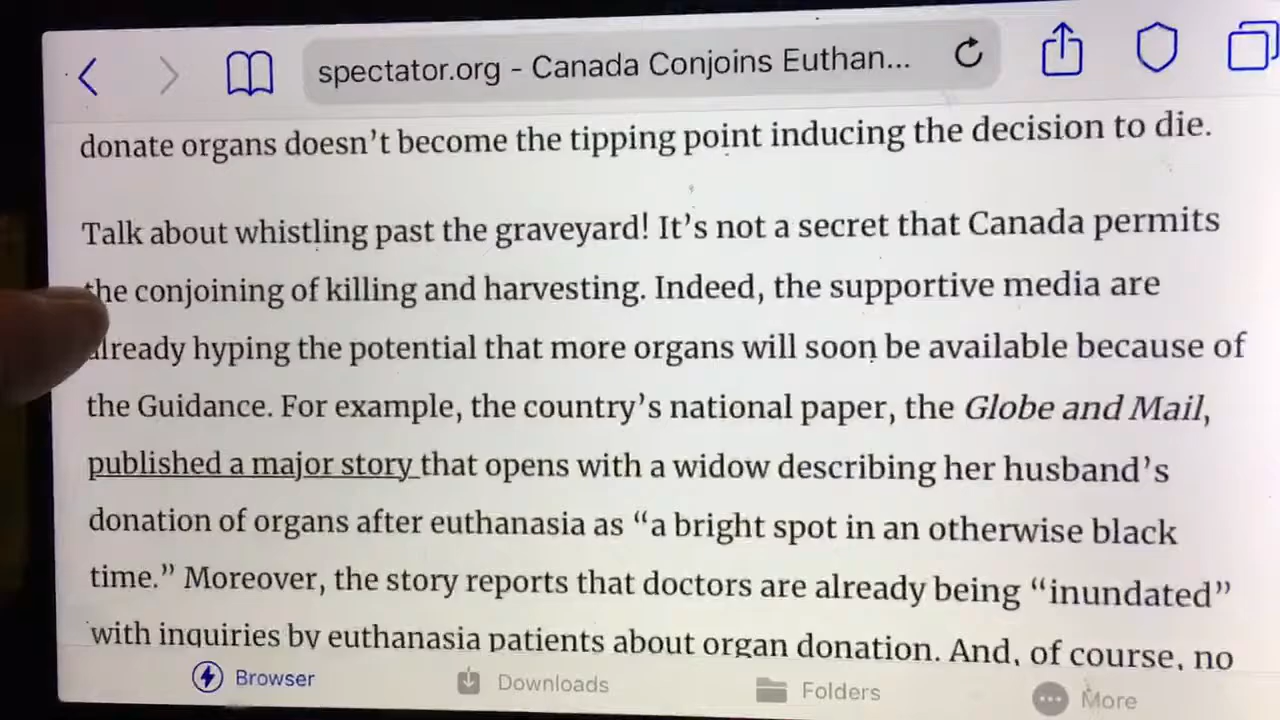 spectator.org - Canada Conjoins Euthan...
donate organs doesn't become the tipping point inducing the decision to die.
Talk about whistling past the graveyard! It's not a secret that Canada permits
the conjoining of killing and harvesting. Indeed, the supportive media are
already hyping the potential that more organs will soon be available because of
the Guidance. For example, the country's national paper, the Globe and Mail,
published a major story that opens with a widow describing her husband's
donation of organs after euthanasia as “a bright spot in an otherwise black
time.” Moreover, the story reports that doctors are already being “inundated”
with inquiries by euthanasia patients about organ donation. And, of course, no
Browser Downloads Folders More